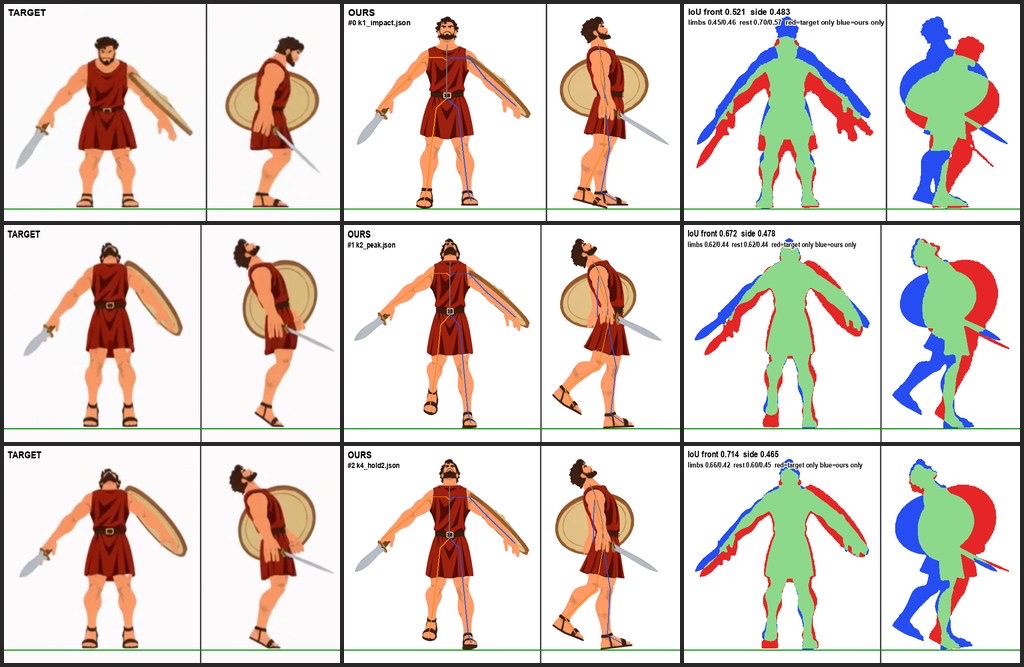 TARGET
OURS
#0 k1_impact.json
IoU front 0.521 side 0.483
limbs 0.45/0.46 rest 0.70/0.57 red=target only blue=ours only
TARGET
OURS
#1 k2_peak.json
IoU front 0.672 side 0.478
limbs 0.62/0.44 rest 0.62/0.44 red=target only blue=ours only
TARGET
OURS
#2 k4_hold2.json
IoU front 0.714 side 0.465
limbs 0.66/0.42 rest 0.60/0.45 red=target only blue=ours only